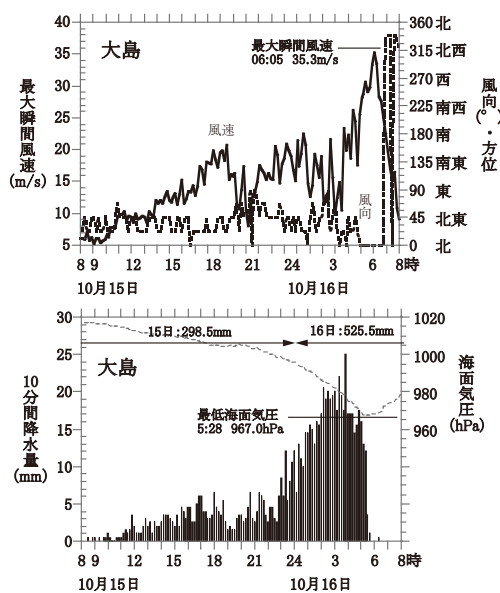 大島
最大瞬間風速
06:05 35.3m/s
風速
風向
最大瞬間風速
(m/s)
40
35
30
25
20
15
10
5
風向(°)・方位
360 北
315 北西
270 西
225 南西
180 南
135 南東
90 東
45 北東
0 北
8 9 12 15 18 21 24 3 6 8時
10月15日 10月16日
大島
15日:298.5mm 16日:525.5mm
最低海面気圧
5:28 967.0hPa
10分間降水量
(mm)
30
25
20
15
10
5
0
海面気圧
(hPa)
1020
1000
980
960
8 9 12 15 18 21 24 3 6 8時
10月15日 10月16日